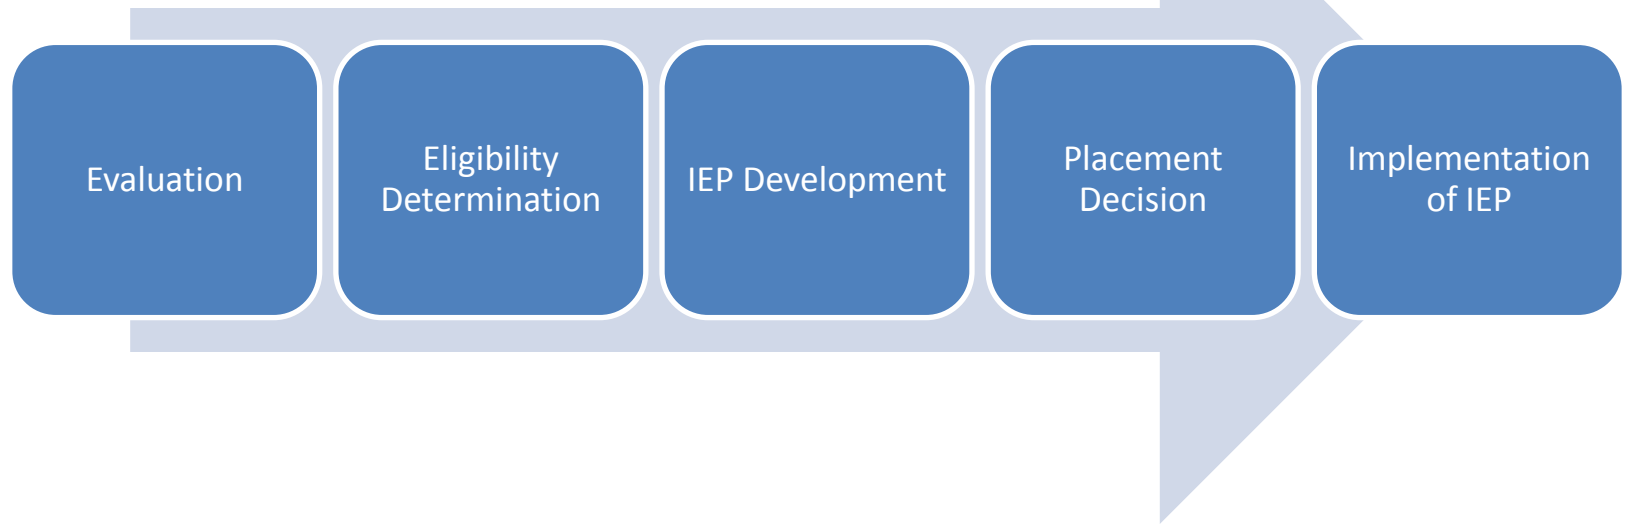 Evaluation
Eligibility
Determination
IEP Development
Placement
Decision
Implementation
of IEP